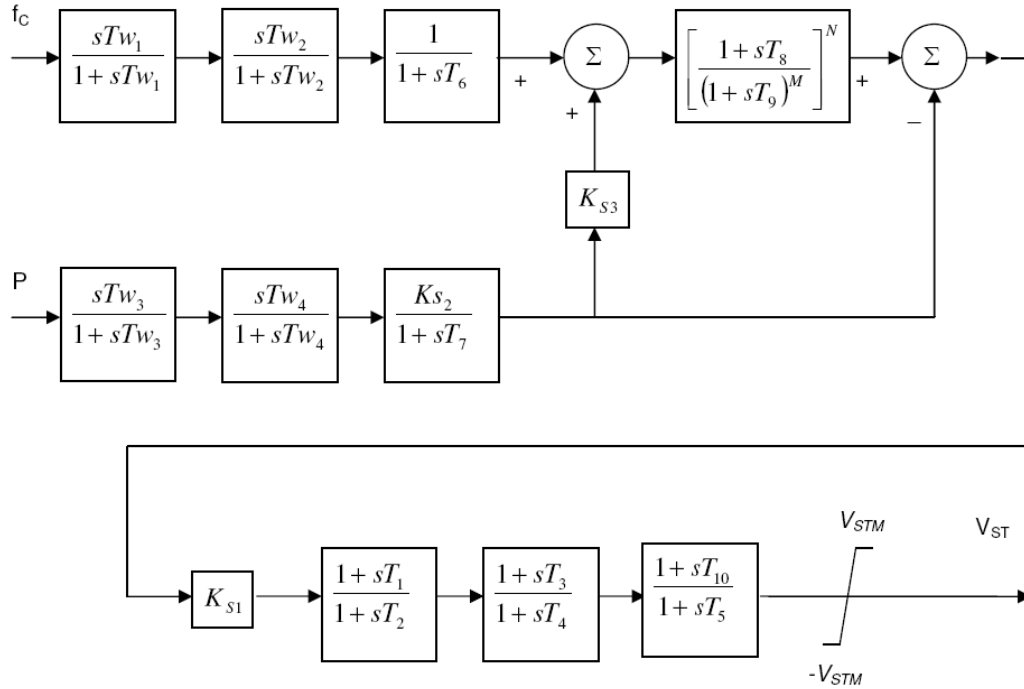 f_C
sTw_1 / 1 + sTw_1
sTw_2 / 1 + sTw_2
1 / 1 + sT_6
+
Σ
+
[ 1 + sT_8 / (1 + sT_9)^M ]^N
+
Σ
−
K_S3
P
sTw_3 / 1 + sTw_3
sTw_4 / 1 + sTw_4
Ks_2 / 1 + sT_7
K_S1
1 + sT_1 / 1 + sT_2
1 + sT_3 / 1 + sT_4
1 + sT_10 / 1 + sT_5
V_STM
-V_STM
V_ST